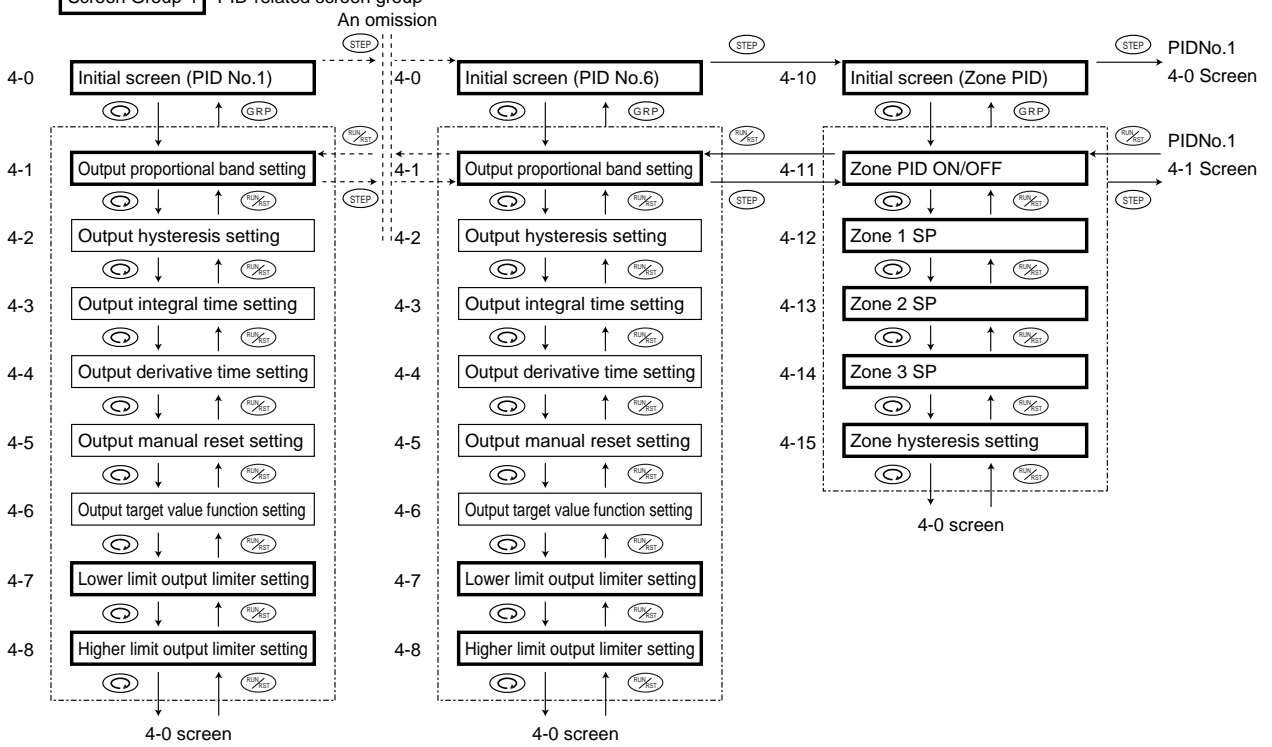 Screen Group 4 PID related screen group
An omission
STEP STEP STEP PIDNo.1
4-0 Initial screen (PID No.1) 4-0 Initial screen (PID No.6) 4-10 Initial screen (Zone PID) 4-0 Screen
GRP GRP GRP
RUN/RST RUN/RST RUN/RST PIDNo.1
4-1 Output proportional band setting 4-1 Output proportional band setting 4-11 Zone PID ON/OFF 4-1 Screen
RUN/RST STEP RUN/RST STEP RUN/RST STEP
4-2 Output hysteresis setting 4-2 Output hysteresis setting 4-12 Zone 1 SP
RUN/RST RUN/RST RUN/RST
4-3 Output integral time setting 4-3 Output integral time setting 4-13 Zone 2 SP
RUN/RST RUN/RST RUN/RST
4-4 Output derivative time setting 4-4 Output derivative time setting 4-14 Zone 3 SP
RUN/RST RUN/RST RUN/RST
4-5 Output manual reset setting 4-5 Output manual reset setting 4-15 Zone hysteresis setting
RUN/RST RUN/RST RUN/RST
4-6 Output target value function setting 4-6 Output target value function setting 4-0 screen
RUN/RST RUN/RST
4-7 Lower limit output limiter setting 4-7 Lower limit output limiter setting
RUN/RST RUN/RST
4-8 Higher limit output limiter setting 4-8 Higher limit output limiter setting
RUN/RST RUN/RST
4-0 screen 4-0 screen